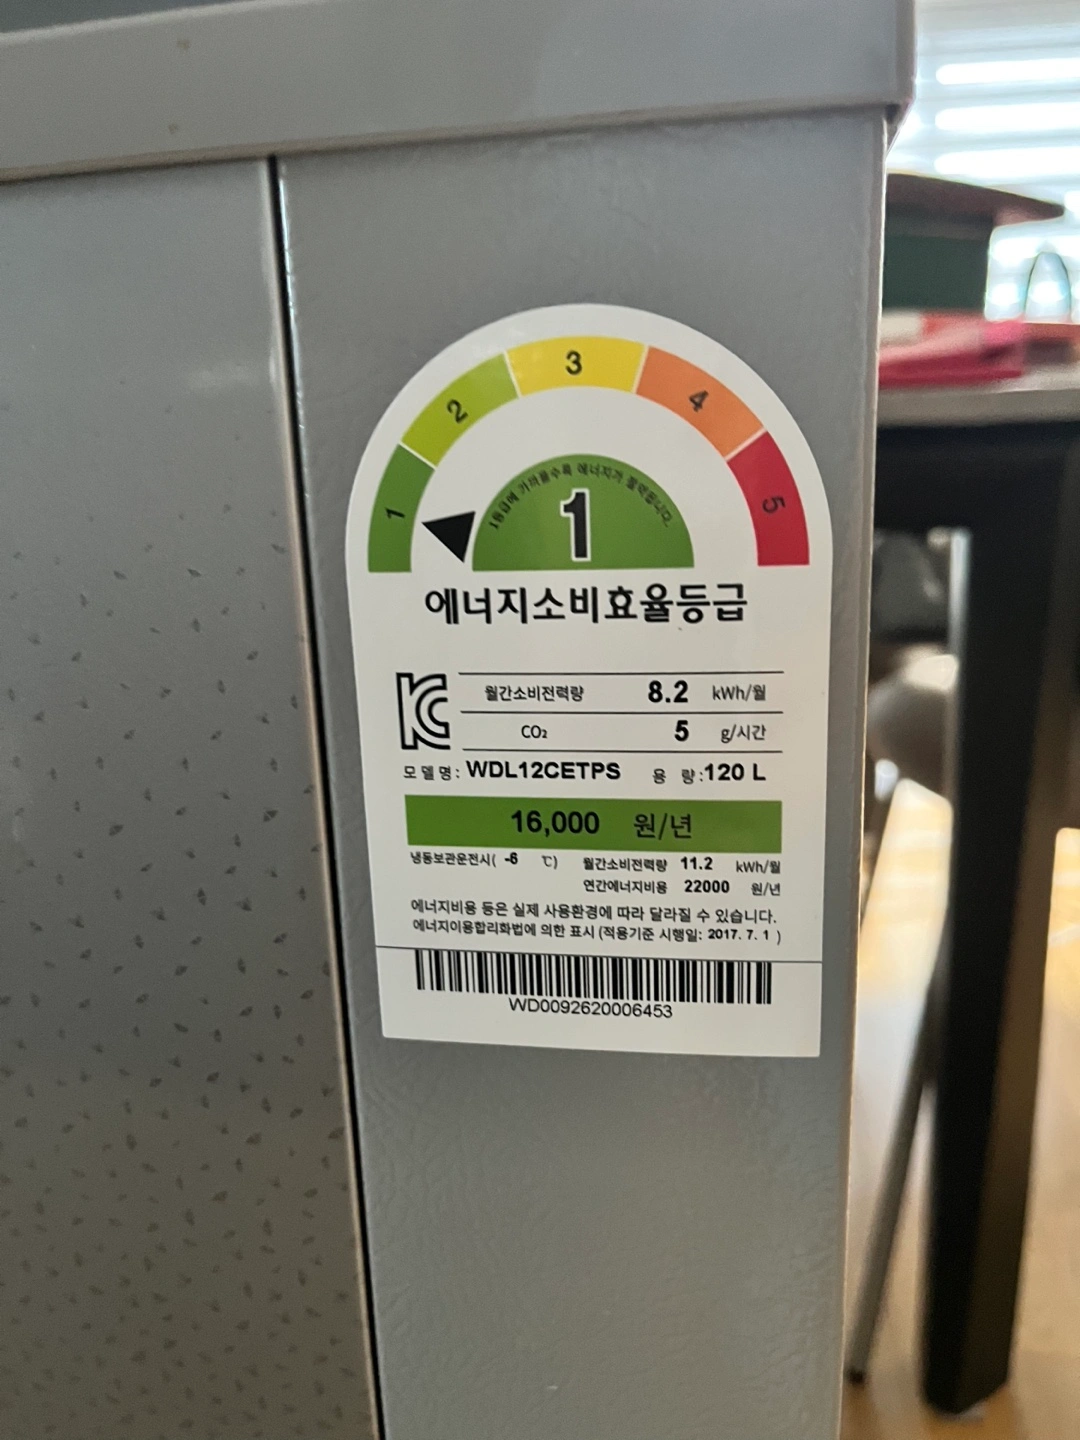 1
2
3
4
5
1등급에 가까울수록 에너지가 절약됩니다.
1
에너지소비효율등급
월간소비전력량 8.2 kWh/월
CO₂ 5 g/시간
모델명: WDL12CETPS 용 량:120 L
16,000 원/년
냉동보관운전시( -6 ℃) 월간소비전력량 11.2 kWh/월
연간에너지비용 22000 원/년
에너지비용 등은 실제 사용환경에 따라 달라질 수 있습니다.
에너지이용합리화법에 의한 표시 (적용기준 시행일: 2017. 7. 1 )
WD0092620006453